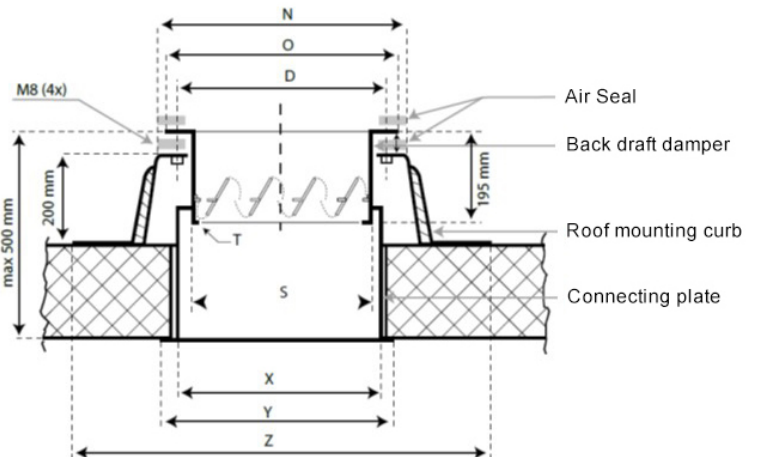 N
O
D
M8 (4x)
Air Seal
Back draft damper
max 500 mm
200 mm
195 mm
T
Roof mounting curb
S
Connecting plate
X
Y
Z